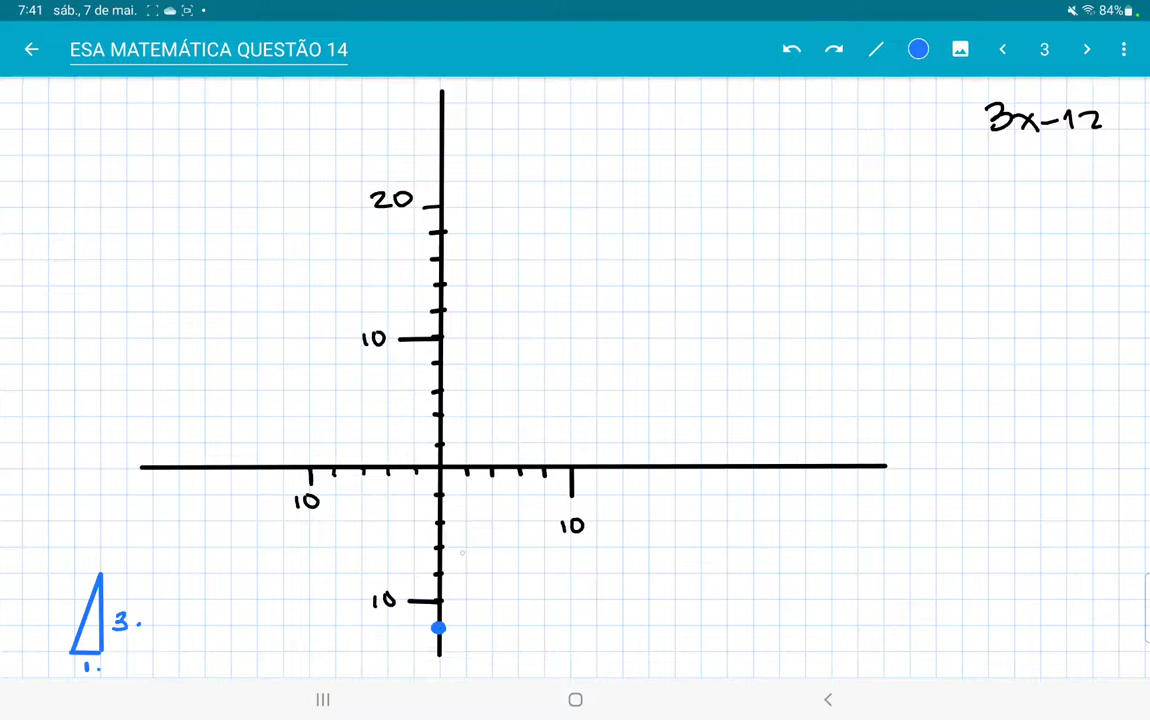 7:41 sáb., 7 de mai. 84%
ESA MATEMÁTICA QUESTÃO 14
3
3x-12
20
10
10
10
10
3.
1.